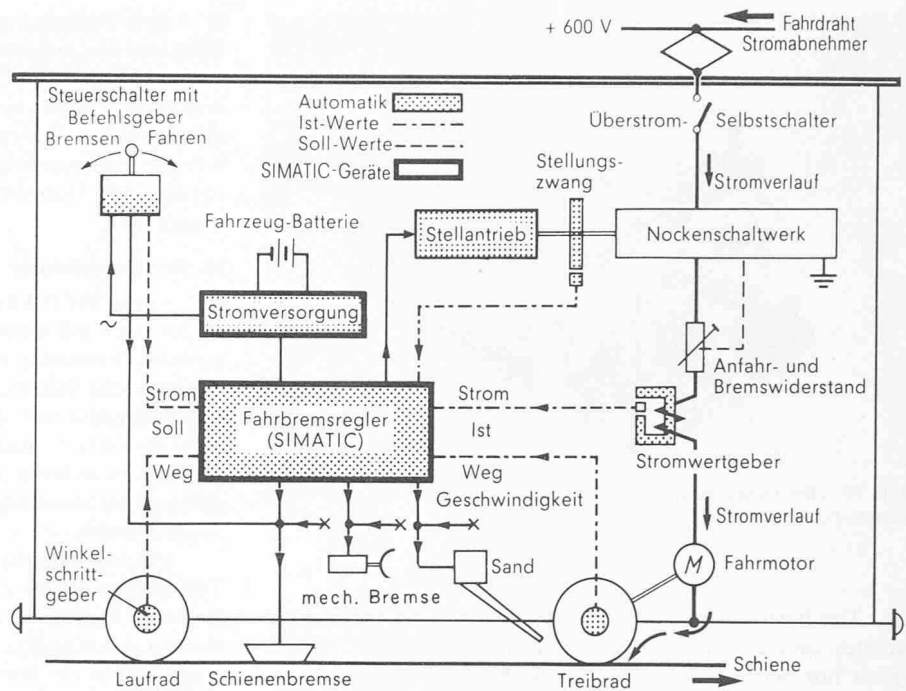 + 600 V
Fahrdraht
Stromabnehmer
Steuerschalter mit
Befehlsgeber
Bremsen
Fahren
Automatik
Ist-Werte
Soll-Werte
SIMATIC-Geräte
Überstrom-
Selbstschalter
Stellungs-
zwang
Stromverlauf
Fahrzeug-Batterie
Stellantrieb
Nockenschaltwerk
Stromversorgung
~
Anfahr- und
Bremswiderstand
Strom
Soll
Weg
Fahrbremsregler
(SIMATIC)
Strom
Ist
Weg
Geschwindigkeit
Stromwertgeber
Stromverlauf
Winkel-
schritt-
geber
Sand
M
Fahrmotor
mech. Bremse
Laufrad
Schienenbremse
Treibrad
Schiene